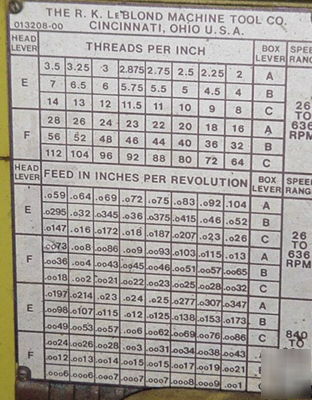 THE R. K. LEBLOND MACHINE TOOL CO.
013208-00 CINCINNATI, OHIO U.S.A.
HEAD LEVER THREADS PER INCH BOX LEVER SPEE RANG
3.5 3.25 3 2.875 2.75 2.5 2.25 2 A
E 7 6.5 6 5.75 5.5 5 4.5 4 B
14 13 12 11.5 11 10 9 8 C 26
28 26 24 23 22 20 18 16 A TO
F 56 52 48 46 44 40 36 32 B 636
112 104 96 92 88 80 72 64 C RPM
HEAD LEVER FEED IN INCHES PER REVOLUTION BOX LEVER SPEED RANGE
.059 .064 .069 .072 .075 .083 .092 .104 A
E .0295 .032 .0345 .036 .0375 .0415 .046 .052 B
.0147 .016 .0172 .018 .0187 .0207 .023 .026 C 26
.0073 .008 .0086 .009 .0093 .0103 .0115 .013 A TO
F .0036 .004 .0043 .0045 .0046 .0051 .0057 .0065 B 636
.0018 .002 .0021 .0022 .0023 .0025 .0028 .0032 C RPM
.0197 .0214 .023 .024 .025 .0277 .0307 .0347 A
E .0098 .0107 .0115 .012 .0125 .0138 .0153 .0173 B
.0049 .0053 .0057 .006 .0062 .0069 .0076 .0086 C 840
.0024 .0026 .0028 .003 .0031 .0034 .0038 .0043 TO
F .0012 .0013 .0014 .0015 .0015 .0017 .0019 .0021
.0006 .0006 .0007 .0007 .0007 .0008 .0009 .001